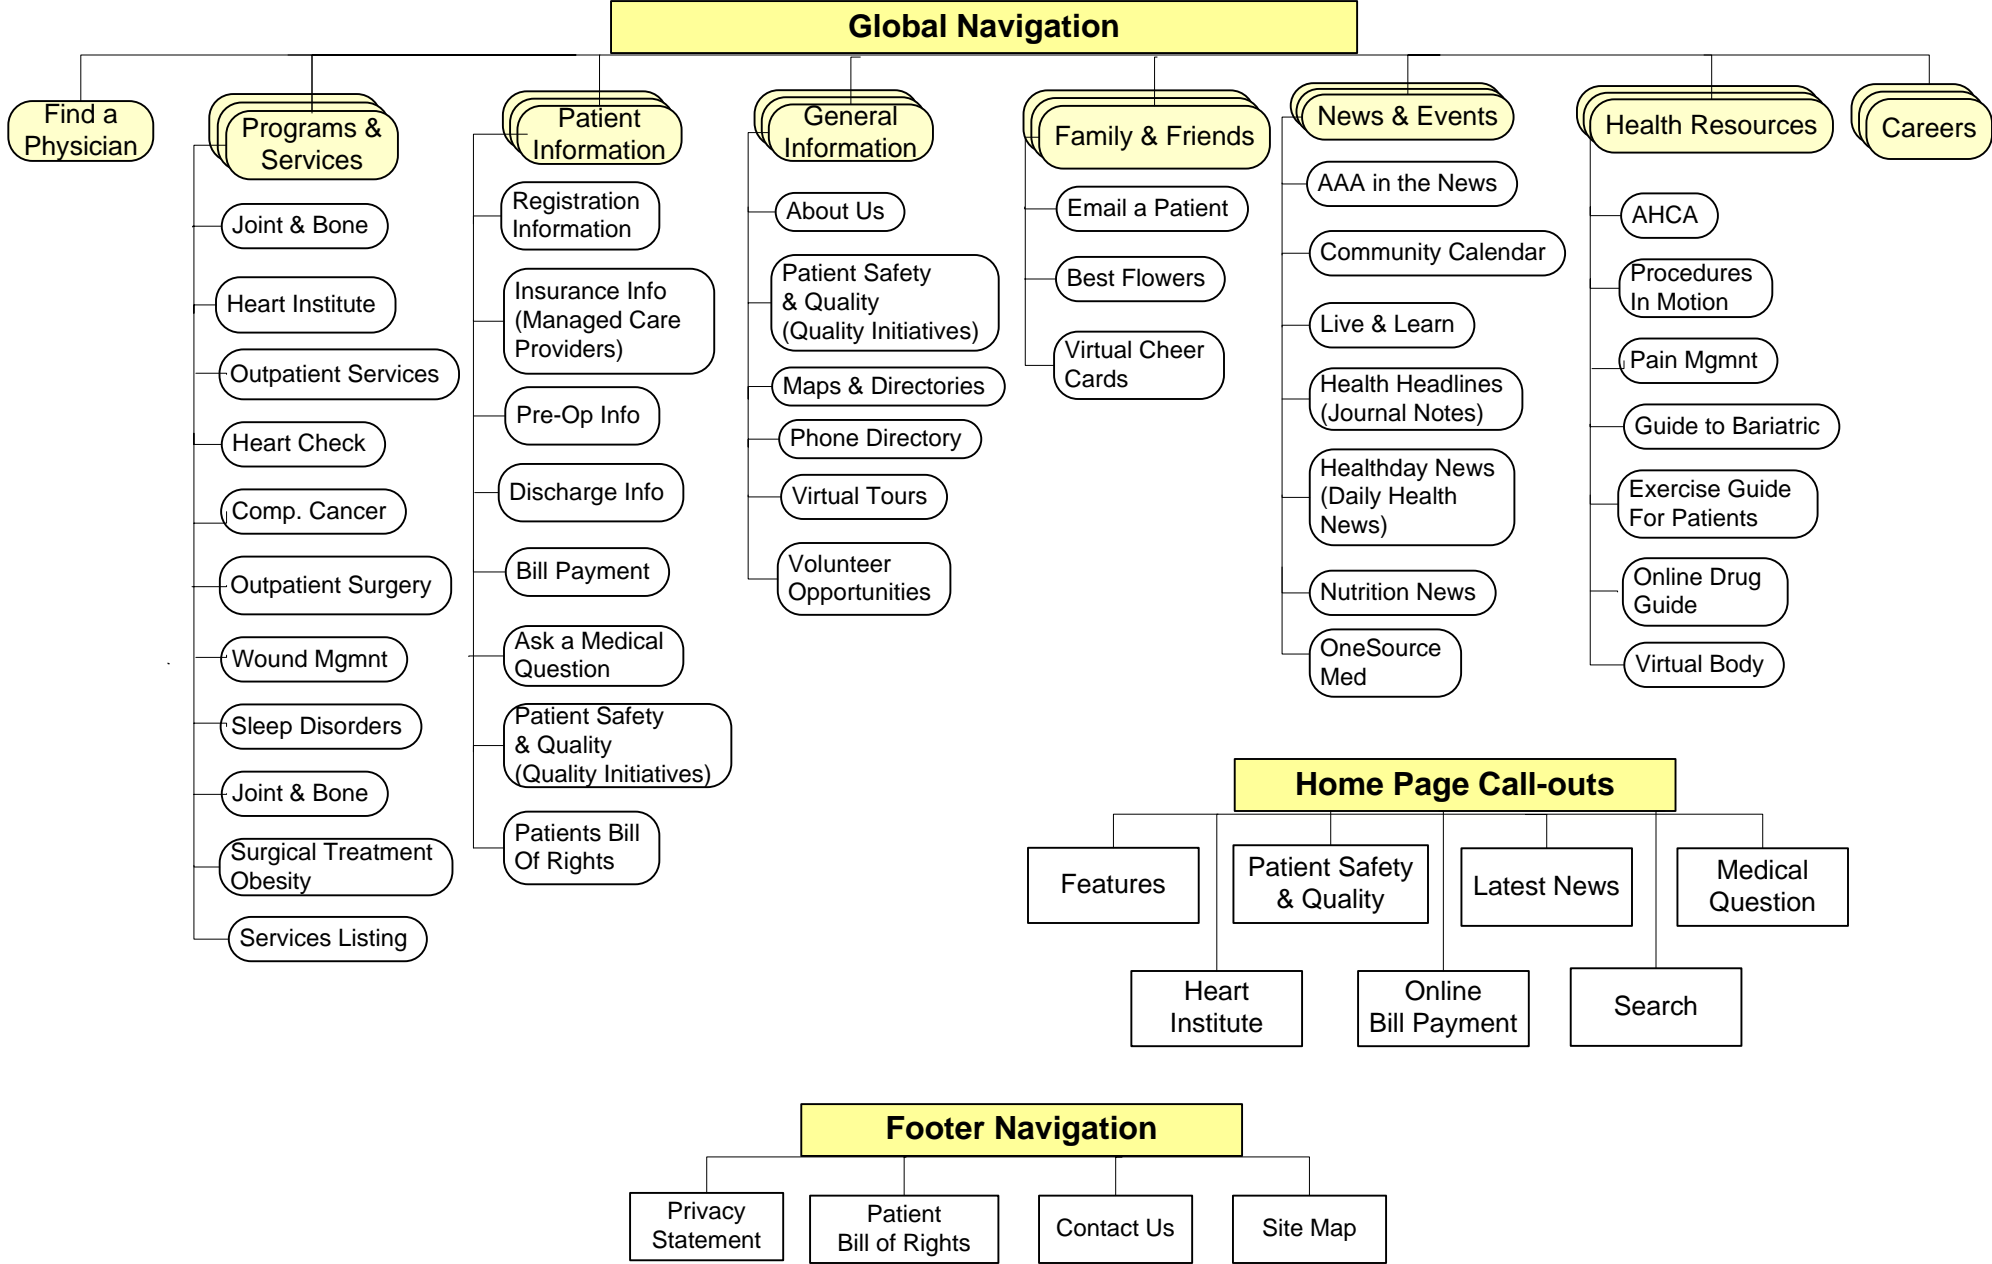 Global Navigation
Find a
Physician
Programs &
Services
Joint & Bone
Heart Institute
Outpatient Services
Heart Check
Comp. Cancer
Outpatient Surgery
Wound Mgmnt
Sleep Disorders
Joint & Bone
Surgical Treatment
Obesity
Services Listing
Patient
Information
Registration
Information
Insurance Info
(Managed Care
Providers)
Pre-Op Info
Discharge Info
Bill Payment
Ask a Medical
Question
Patient Safety
& Quality
(Quality Initiatives)
Patients Bill
Of Rights
General
Information
About Us
Patient Safety
& Quality
(Quality Initiatives)
Maps & Directories
Phone Directory
Virtual Tours
Volunteer
Opportunities
Family & Friends
Email a Patient
Best Flowers
Virtual Cheer
Cards
News & Events
AAA in the News
Community Calendar
Live & Learn
Health Headlines
(Journal Notes)
Healthday News
(Daily Health
News)
Nutrition News
OneSource
Med
Health Resources
AHCA
Procedures
In Motion
Pain Mgmnt
Guide to Bariatric
Exercise Guide
For Patients
Online Drug
Guide
Virtual Body
Careers
Home Page Call-outs
Features
Patient Safety
& Quality
Latest News
Medical
Question
Heart
Institute
Online
Bill Payment
Search
Footer Navigation
Privacy
Statement
Patient
Bill of Rights
Contact Us
Site Map